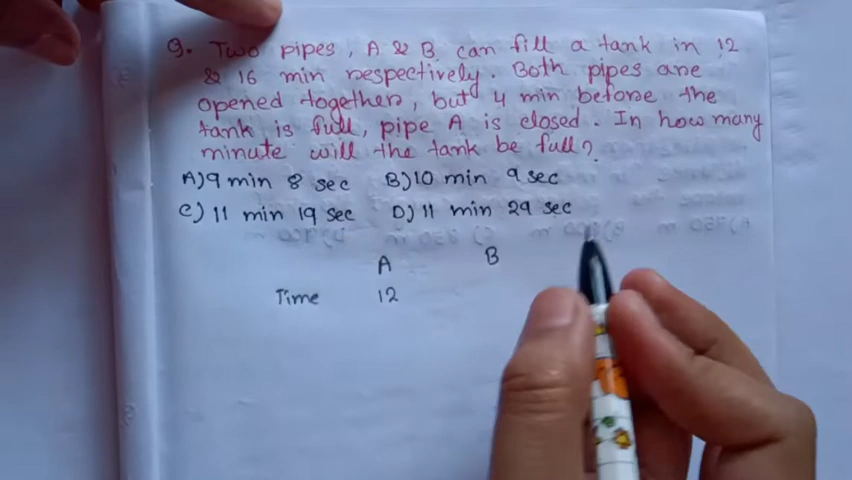 9. Two pipes, A & B can fill a tank in 12
& 16 min respectively. Both pipes are
opened together, but 4 min before the
tank is full, pipe A is closed. In how many
minute will the tank be full?
A) 9 min 8 sec B) 10 min 9 sec
C) 11 min 19 sec D) 11 min 29 sec
A B
Time 12